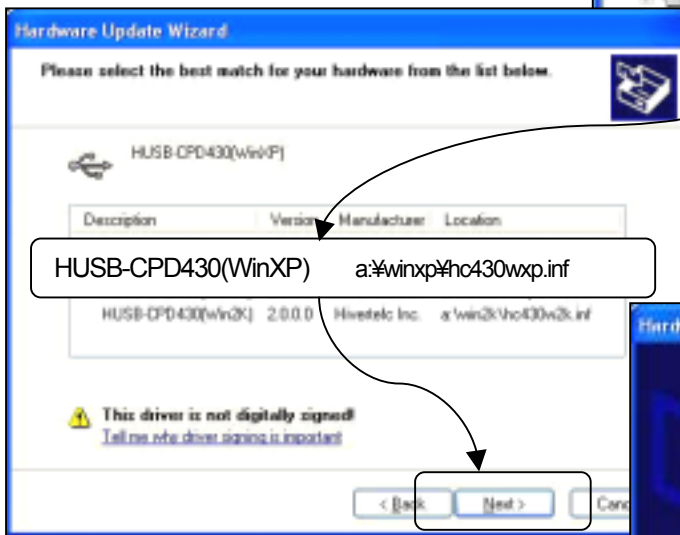 Hardware Update Wizard
Please select the best match for your hardware from the list below.
HUSB-CPD430(WinXP)
Description Version Manufacturer Location
HUSB-CPD430(WinXP) a:¥winxp¥hc430wxp.inf
HUSB-CPD430(Win2K) 2.0.0.0 a:\win2k\hc430w2k.inf
This driver is not digitally signed!
Tell me why driver signing is important
< Back Next > Canc
Hard